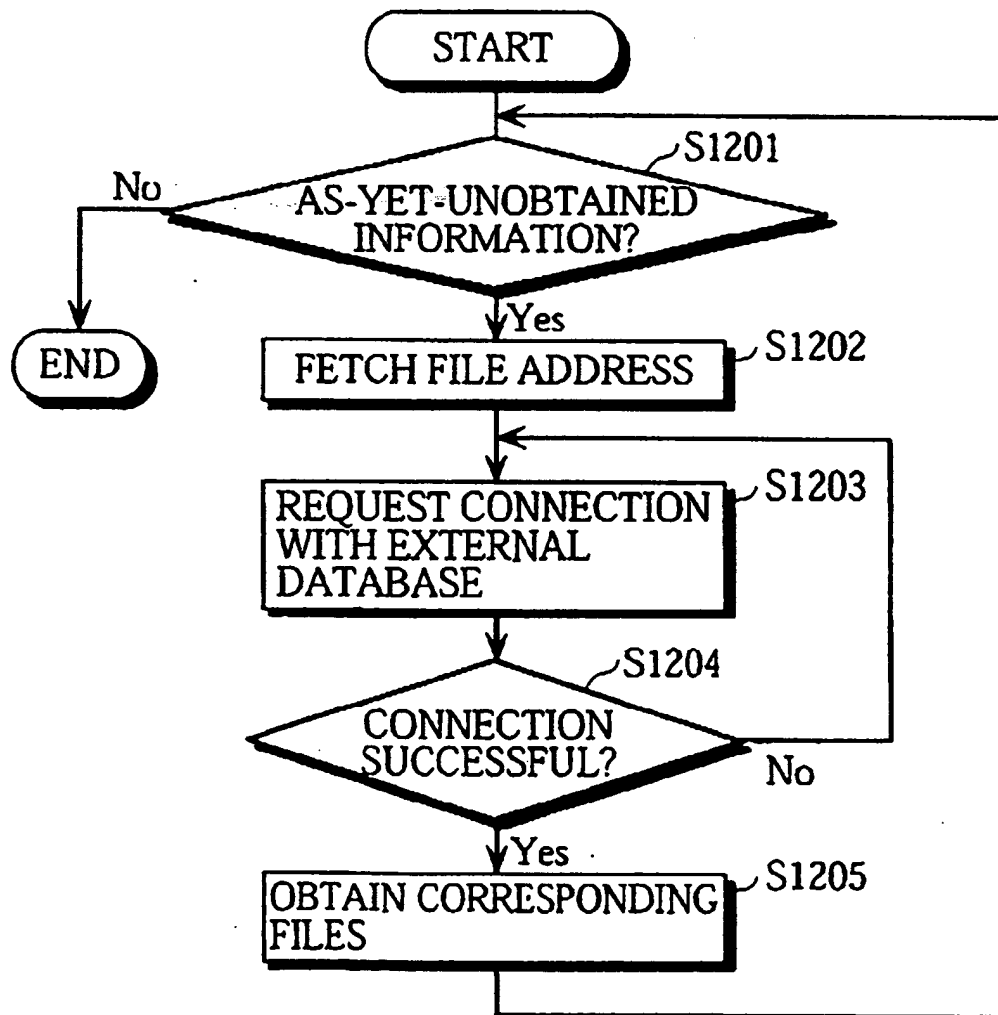 START
S1201
No
AS-YET-UNOBTAINED
INFORMATION?
Yes
END
S1202
FETCH FILE ADDRESS
S1203
REQUEST CONNECTION
WITH EXTERNAL
DATABASE
S1204
CONNECTION
SUCCESSFUL?
No
Yes
S1205
OBTAIN CORRESPONDING
FILES